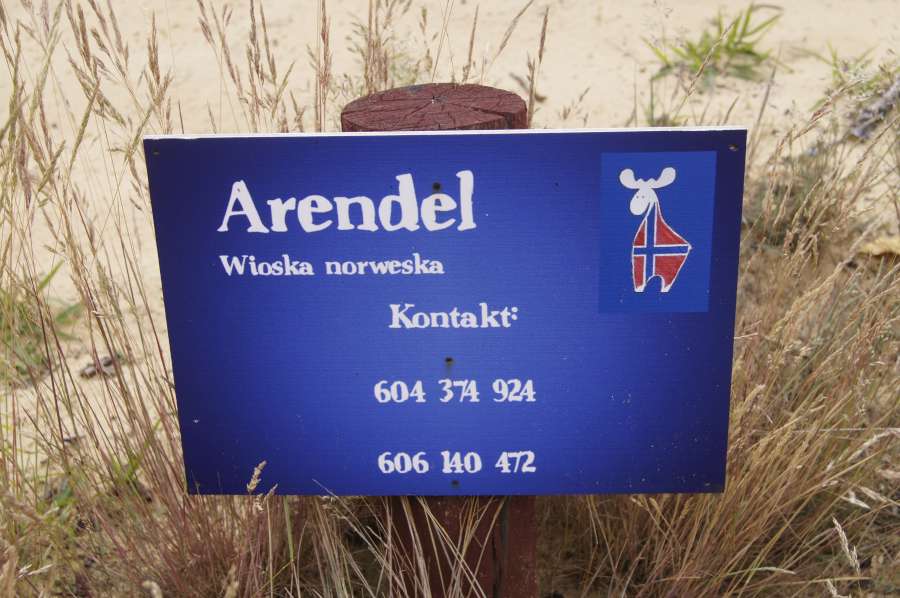 Arendel
Wioska norweska
Kontakt:
604 374 924
606 140 472